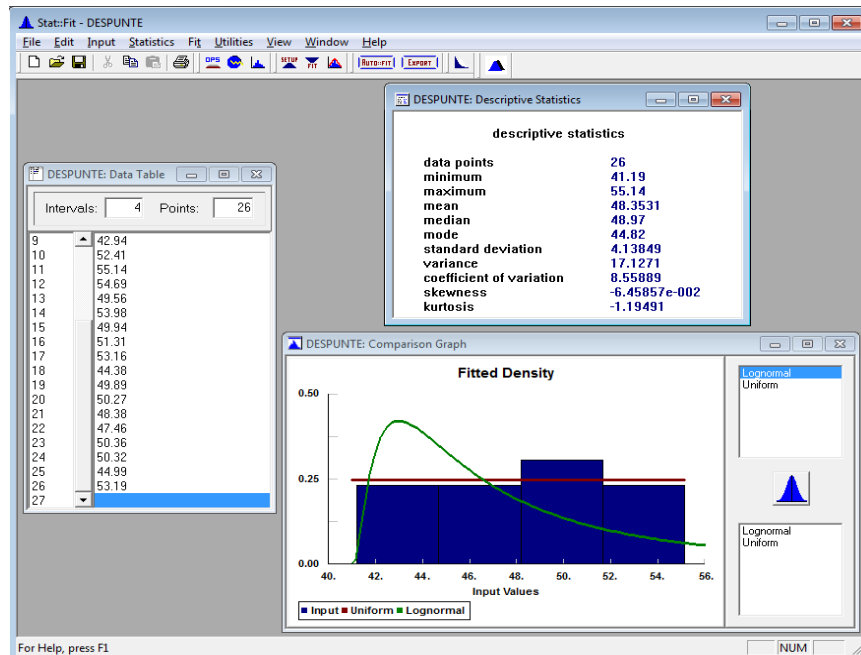 Stat::Fit - DESPUNTE
File Edit Input Statistics Fit Utilities View Window Help
DPS SETUP FIT AUTO::FIT EXPORT
DESPUNTE: Descriptive Statistics
descriptive statistics
data points 26
minimum 41.19
maximum 55.14
mean 48.3531
median 48.97
mode 44.82
standard deviation 4.13849
variance 17.1271
coefficient of variation 8.55889
skewness -6.45857e-002
kurtosis -1.19491
DESPUNTE: Data Table
Intervals: 4 Points: 26
9 42.94
10 52.41
11 55.14
12 54.69
13 49.56
14 53.98
15 49.94
16 51.31
17 53.16
18 44.38
19 49.89
20 50.27
21 48.38
22 47.46
23 50.36
24 50.32
25 44.99
26 53.19
27
DESPUNTE: Comparison Graph
Fitted Density
0.50
0.25
0.00
40. 42. 44. 46. 48. 50. 52. 54. 56.
Input Values
Input Uniform Lognormal
Lognormal
Uniform
Lognormal
Uniform
For Help, press F1
NUM